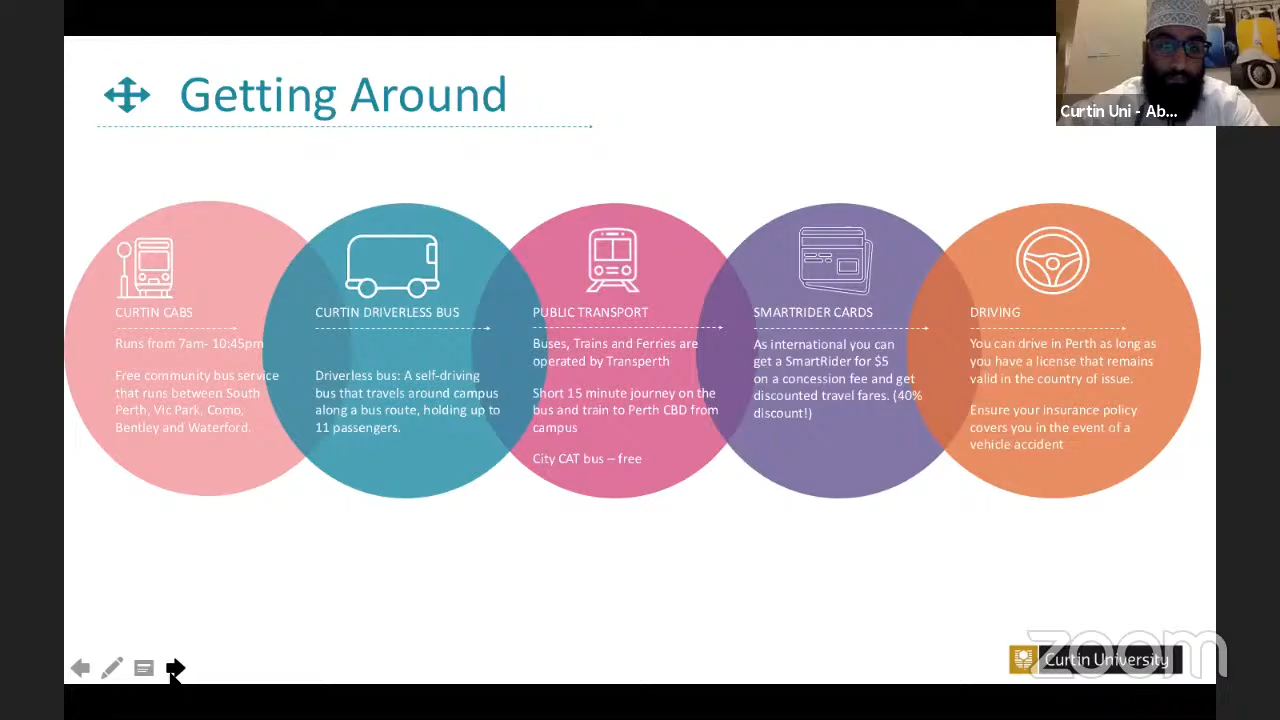 Getting Around
Curtin Uni - Ab...
CURTIN CABS
Runs from 7am- 10:45pm
Free community bus service
that runs between South
Perth, Vic Park, Como,
Bentley and Waterford.
CURTIN DRIVERLESS BUS
Driverless bus: A self-driving
bus that travels around campus
along a bus route, holding up to
11 passengers.
PUBLIC TRANSPORT
Buses, Trains and Ferries are
operated by Transperth
Short 15 minute journey on the
bus and train to Perth CBD from
campus
City CAT bus – free
SMARTRIDER CARDS
As international you can
get a SmartRider for $5
on a concession fee and get
discounted travel fares. (40%
discount!)
DRIVING
You can drive in Perth as long as
you have a license that remains
valid in the country of issue.
Ensure your insurance policy
covers you in the event of a
vehicle accident
Curtin University
zoom